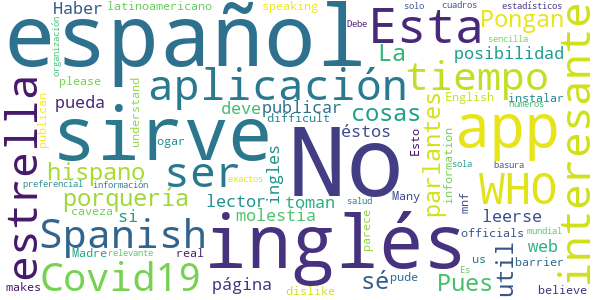 Haber latinoamericano speaking Debe solo cuadros estadísticos
español Esta Pongan
organización please aplicación La posibilidad sencilla
estrella publican pueda understand sirve tiempo English instalar
deve publicar cosas parlantes app interesante
difficult éstos números
hispano ser No Esto information sola WHO
preferencial información ogar ingles Many basura
porquería lector toman mnf leerse
caveza si molestia salud parece officials util web
Spanish inglés sé Pues us barrier
Madre real página pude mundial
Covid19 relevante exactos Es
makes dislike believe